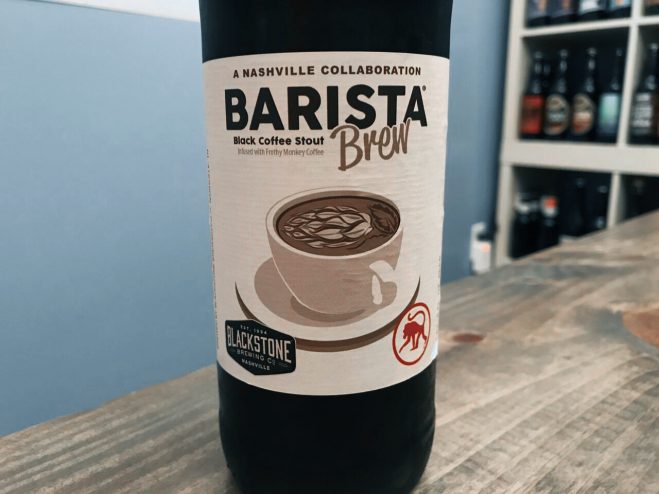 A NASHVILLE COLLABORATION
BARISTA®
Black Coffee Stout
Brew
Infused with Frothy Monkey Coffee
EST. 1994
BLACKSTONE
BREWING CO
NASHVILLE